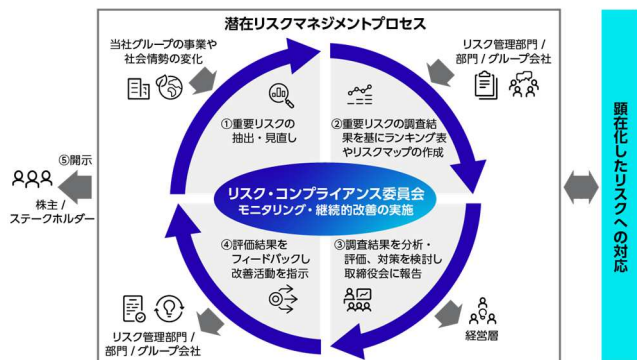 潜在リスクマネジメントプロセス
当社グループの事業や
社会情勢の変化
リスク管理部門 /
部門 / グループ会社
①重要リスクの
抽出・見直し
②重要リスクの調査結
果を基にランキング表
やリスクマップの作成
⑤開示
株主 /
ステークホルダー
リスク・コンプライアンス委員会
モニタリング・継続的改善の実施
④評価結果を
フィードバックし
改善活動を指示
③調査結果を分析・
評価、対策を検討し
取締役会に報告
リスク管理部門 /
部門 / グループ会社
経営層
顕在化したリスクへの対応